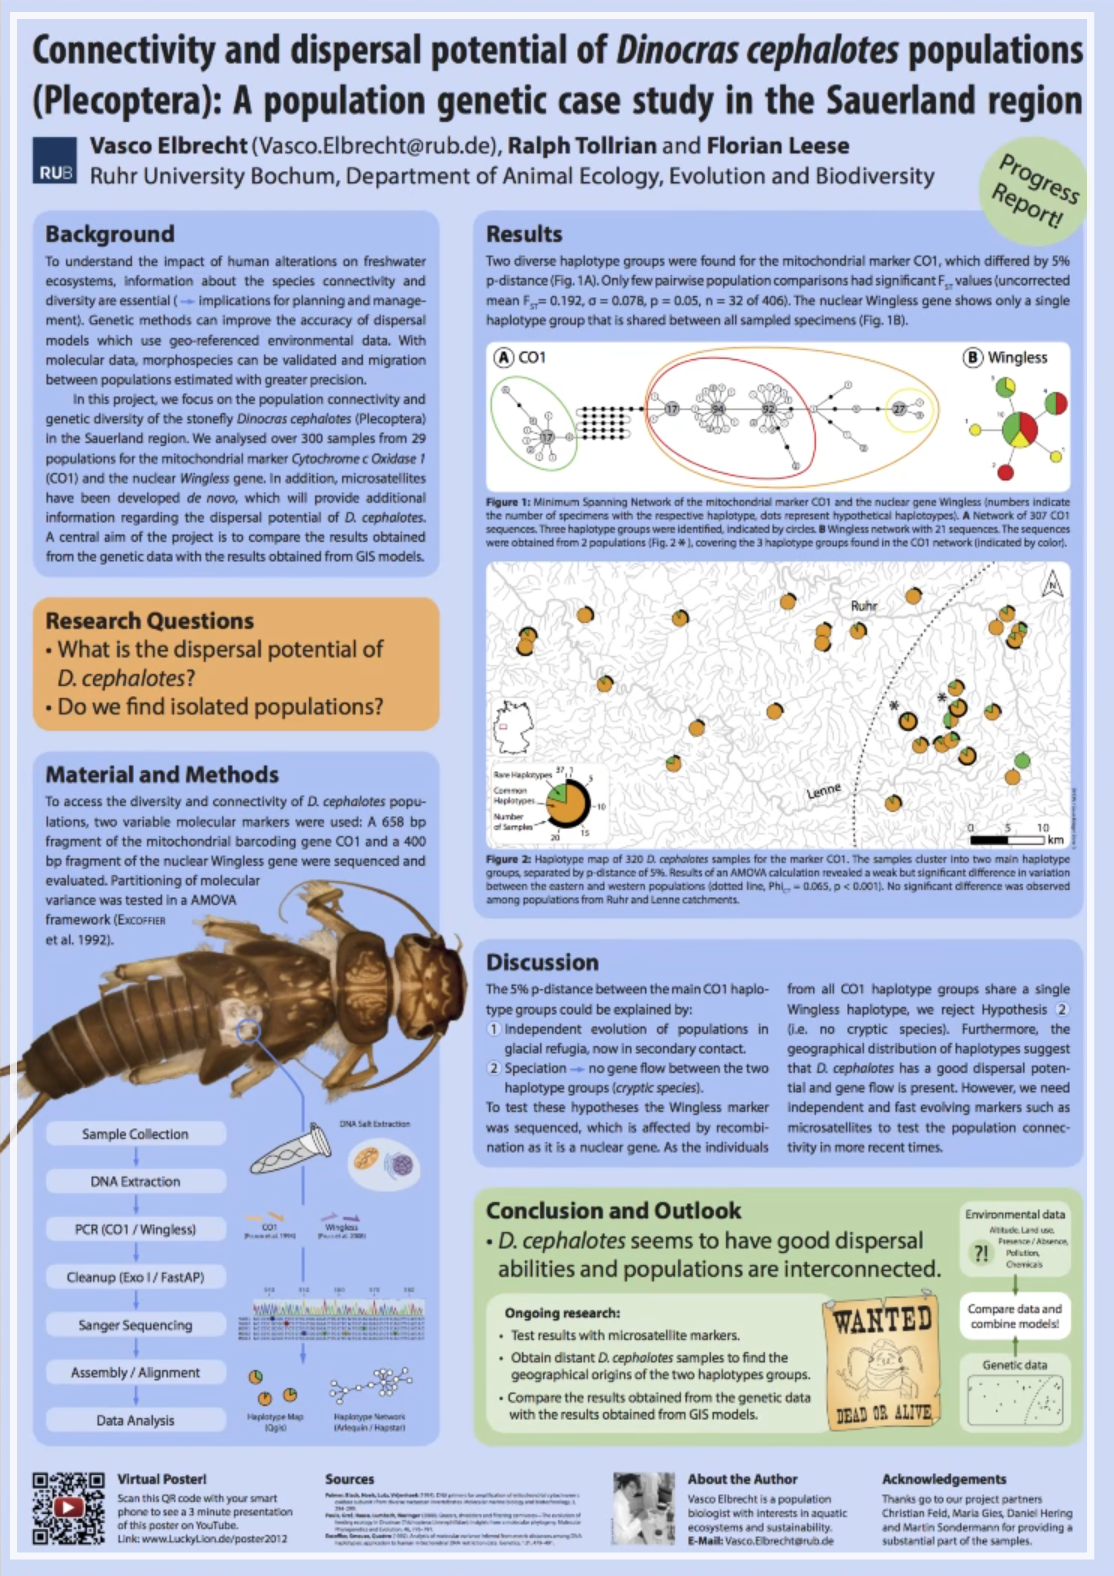 Connectivity and dispersal potential of Dinocras cephalotes populations
(Plecoptera): A population genetic case study in the Sauerland region
RUB
Vasco Elbrecht (Vasco.Elbrecht@rub.de), Ralph Tollrian and Florian Leese
Ruhr University Bochum, Department of Animal Ecology, Evolution and Biodiversity
Progress
Report!
Background
To understand the impact of human alterations on freshwater
ecosystems, information about the species connectivity and
diversity are essential (→ implications for planning and manage-
ment). Genetic methods can improve the accuracy of dispersal
models which use geo-referenced environmental data. With
molecular data, morphospecies can be validated and migration
between populations estimated with greater precision.
In this project, we focus on the population connectivity and
genetic diversity of the stonefly Dinocras cephalotes (Plecoptera)
in the Sauerland region. We analysed over 300 samples from 29
populations for the mitochondrial marker Cytochrome c Oxidase 1
(CO1) and the nuclear Wingless gene. In addition, microsatellites
have been developed de novo, which will provide additional
information regarding the dispersal potential of D. cephalotes.
A central aim of the project is to compare the results obtained
from the genetic data with the results obtained from GIS models.
Research Questions
• What is the dispersal potential of
D. cephalotes?
• Do we find isolated populations?
Material and Methods
To access the diversity and connectivity of D. cephalotes popu-
lations, two variable molecular markers were used: A 658 bp
fragment of the mitochondrial barcoding gene CO1 and a 400
bp fragment of the nuclear Wingless gene were sequenced and
evaluated. Partitioning of molecular
variance was tested in a AMOVA
framework (Excoffier
et al. 1992).
Sample Collection
DNA Extraction
PCR (CO1 / Wingless)
Cleanup (Exo I / FastAP)
Sanger Sequencing
Assembly / Alignment
Data Analysis
DNA Salt Extraction
CO1
Wingless
Haplotype Map
(Qgis)
Haplotype Network
(Arlequin / Hapstar)
Results
Two diverse haplotype groups were found for the mitochondrial marker CO1, which differed by 5%
p-distance (Fig. 1A). Only few pairwise population comparisons had significant FST values (uncorrected
mean FST= 0.192, σ = 0.078, p = 0.05, n = 32 of 406). The nuclear Wingless gene shows only a single
haplotype group that is shared between all sampled specimens (Fig. 1B).
A CO1
B Wingless
17
17
94
92
27
Figure 1: Minimum Spanning Network of the mitochondrial marker CO1 and the nuclear gene Wingless (numbers indicate
the number of specimens with the respective haplotype, dots represent hypothetical haplotoypes). A Network of 307 CO1
sequences. Three haplotype groups were identified, indicated by circles. B Wingless network with 21 sequences. The sequences
were obtained from 2 populations (Fig. 2 *), covering the 3 haplotype groups found in the CO1 network (indicated by color).
Ruhr
N
*
*
Lenne
Rare Haplotypes
Common
Haplotypes
Number
of Samples
37
1
5
10
15
20
0 5 10
km
Figure 2: Haplotype map of 320 D. cephalotes samples for the marker CO1. The samples cluster into two main haplotype
groups, separated by p-distance of 5%. Results of an AMOVA calculation revealed a weak but significant difference in variation
between the eastern and western populations (dotted line, Phi = 0.065, p < 0.001). No significant difference was observed
among populations from Ruhr and Lenne catchments.
Discussion
The 5% p-distance between the main CO1 haplo-
type groups could be explained by:
1 Independent evolution of populations in
glacial refugia, now in secondary contact.
2 Speciation → no gene flow between the two
haplotype groups (cryptic species).
To test these hypotheses the Wingless marker
was sequenced, which is affected by recombi-
nation as it is a nuclear gene. As the individuals
from all CO1 haplotype groups share a single
Wingless haplotype, we reject Hypothesis 2
(i.e. no cryptic species). Furthermore, the
geographical distribution of haplotypes suggest
that D. cephalotes has a good dispersal poten-
tial and gene flow is present. However, we need
independent and fast evolving markers such as
microsatellites to test the population connec-
tivity in more recent times.
Conclusion and Outlook
• D. cephalotes seems to have good dispersal
abilities and populations are interconnected.
Ongoing research:
• Test results with microsatellite markers.
• Obtain distant D. cephalotes samples to find the
geographical origins of the two haplotypes groups.
• Compare the results obtained from the genetic data
with the results obtained from GIS models.
WANTED
DEAD OR ALIVE
Environmental data
Altitude, Land use,
Presence / Absence,
Pollution,
Chemicals
?!
Compare data and
combine models!
Genetic data
Virtual Poster!
Scan this QR code with your smart
phone to see a 3 minute presentation
of this poster on YouTube.
Link: www.LuckyLion.de/poster2012
Sources
About the Author
Vasco Elbrecht is a population
biologist with interests in aquatic
ecosystems and sustainability.
E-Mail: Vasco.Elbrecht@rub.de
Acknowledgements
Thanks go to our project partners
Christian Feld, Maria Gies, Daniel Hering
and Martin Sondermann for providing a
substantial part of the samples.